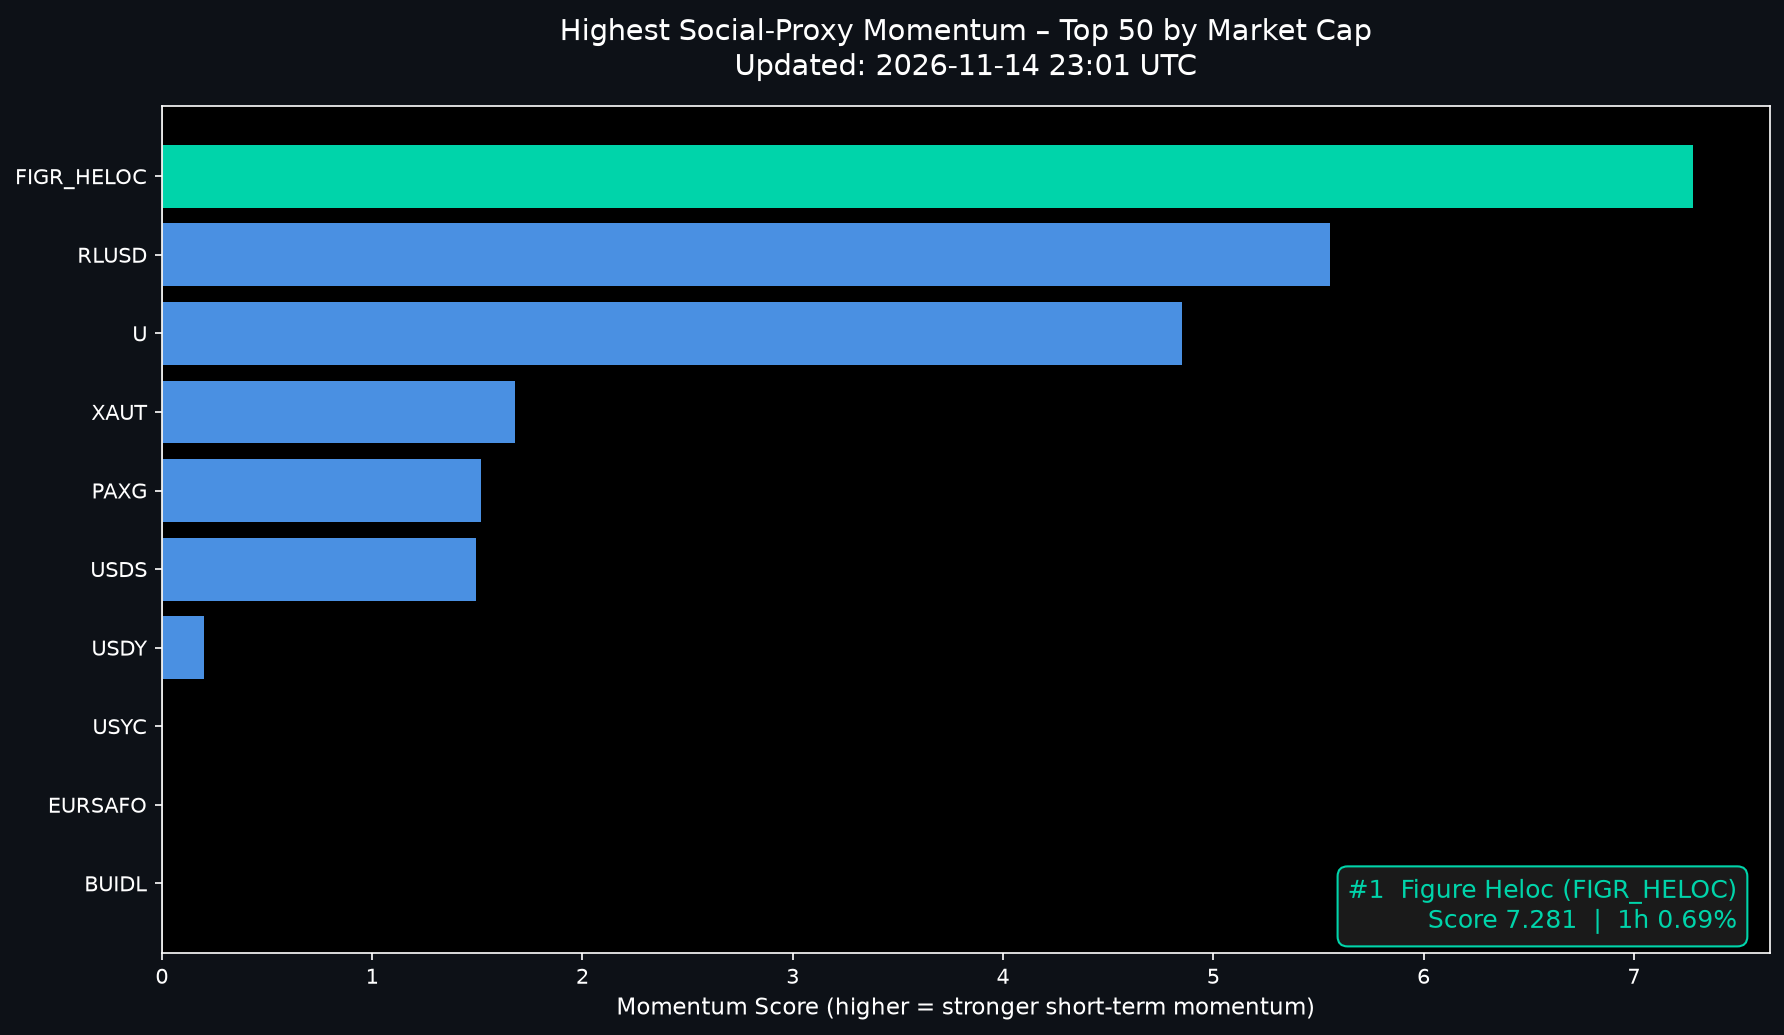 Highest Social-Proxy Momentum – Top 50 by Market Cap
Updated: 2026-11-14 23:01 UTC
FIGR_HELOC
RLUSD
U
XAUT
PAXG
USDS
USDY
USYC
EURSAFO
BUIDL
#1  Figure Heloc (FIGR_HELOC)
Score 7.281  |  1h 0.69%
0 1 2 3 4 5 6 7
Momentum Score (higher = stronger short-term momentum)